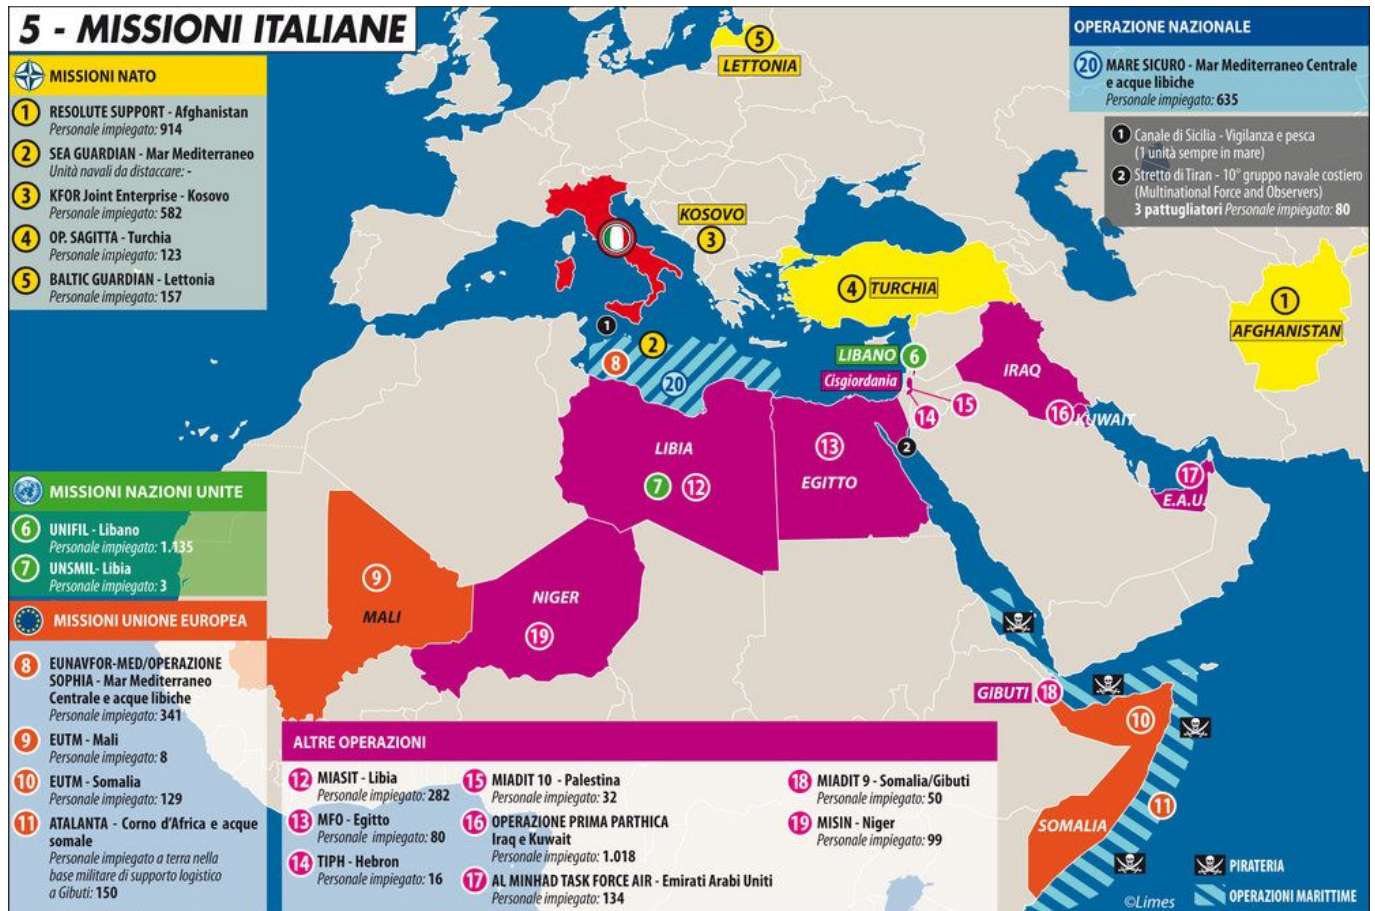 5 - MISSIONI ITALIANE
MISSIONI NATO
1 RESOLUTE SUPPORT - Afghanistan
Personale impiegato: 914
2 SEA GUARDIAN - Mar Mediterraneo
Unità navali da distaccare: -
3 KFOR Joint Enterprise - Kosovo
Personale impiegato: 582
4 OP. SAGITTA - Turchia
Personale impiegato: 123
5 BALTIC GUARDIAN - Lettonia
Personale impiegato: 157
MISSIONI NAZIONI UNITE
6 UNIFIL - Libano
Personale impiegato: 1.135
7 UNSMIL- Libia
Personale impiegato: 3
MISSIONI UNIONE EUROPEA
8 EUNAVFOR-MED/OPERAZIONE
SOPHIA - Mar Mediterraneo
Centrale e acque libiche
Personale impiegato: 341
9 EUTM - Mali
Personale impiegato: 8
10 EUTM - Somalia
Personale impiegato: 129
11 ATALANTA - Corno d'Africa e acque
somale
Personale impiegato a terra nella
base militare di supporto logistico
a Gibuti: 150
OPERAZIONE NAZIONALE
20 MARE SICURO - Mar Mediterraneo Centrale
e acque libiche
Personale impiegato: 635
1 Canale di Sicilia - Vigilanza e pesca
(1 unità sempre in mare)
2 Stretto di Tiran - 10° gruppo navale costiero
(Multinational Force and Observers)
3 pattugliatori Personale impiegato: 80
5
LETTONIA
KOSOVO
3
4 TURCHIA
1
AFGHANISTAN
1
2
8
20
LIBANO 6
Cisgiordania
IRAQ
14
15
16
KUWAIT
LIBIA
7 12
13
EGITTO
2
17
E.A.U.
9
MALI
NIGER
19
GIBUTI 18
10
SOMALIA
11
ALTRE OPERAZIONI
12 MIASIT - Libia
Personale impiegato: 282
13 MFO - Egitto
Personale impiegato: 80
14 TIPH - Hebron
Personale impiegato: 16
15 MIADIT 10 - Palestina
Personale impiegato: 32
16 OPERAZIONE PRIMA PARTHICA
Iraq e Kuwait
Personale impiegato: 1.018
17 AL MINHAD TASK FORCE AIR - Emirati Arabi Uniti
Personale impiegato: 134
18 MIADIT 9 - Somalia/Gibuti
Personale impiegato: 50
19 MISIN - Niger
Personale impiegato: 99
PIRATERIA
OPERAZIONI MARITTIME
©Limes